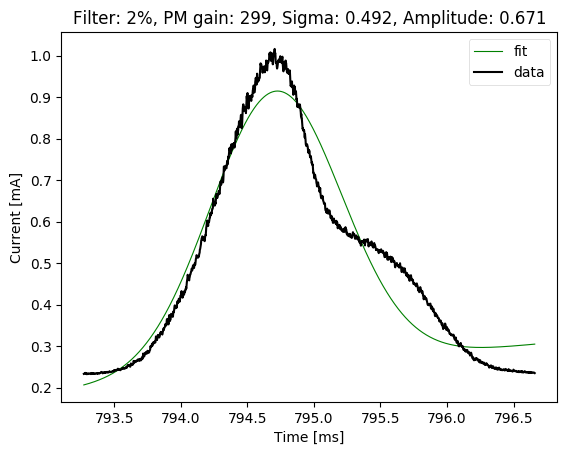 Filter: 2%, PM gain: 299, Sigma: 0.492, Amplitude: 0.671
fit
data
Current [mA]
1.0
0.9
0.8
0.7
0.6
0.5
0.4
0.3
0.2
793.5 794.0 794.5 795.0 795.5 796.0 796.5
Time [ms]